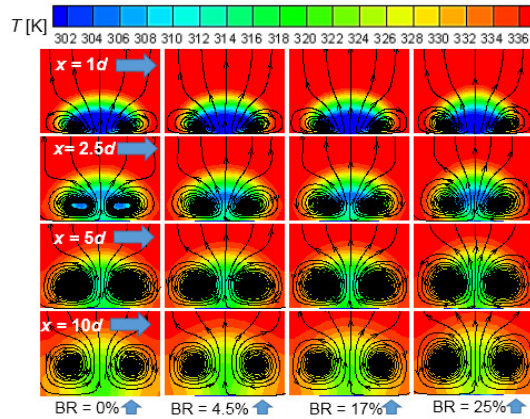 T [K]
302 304 306 308 310 312 314 316 318 320 322 324 326 328 330 332 334 336
x = 1d
x= 2.5d
x = 5d
x = 10d
BR = 0% BR = 4.5% BR = 17% BR = 25%